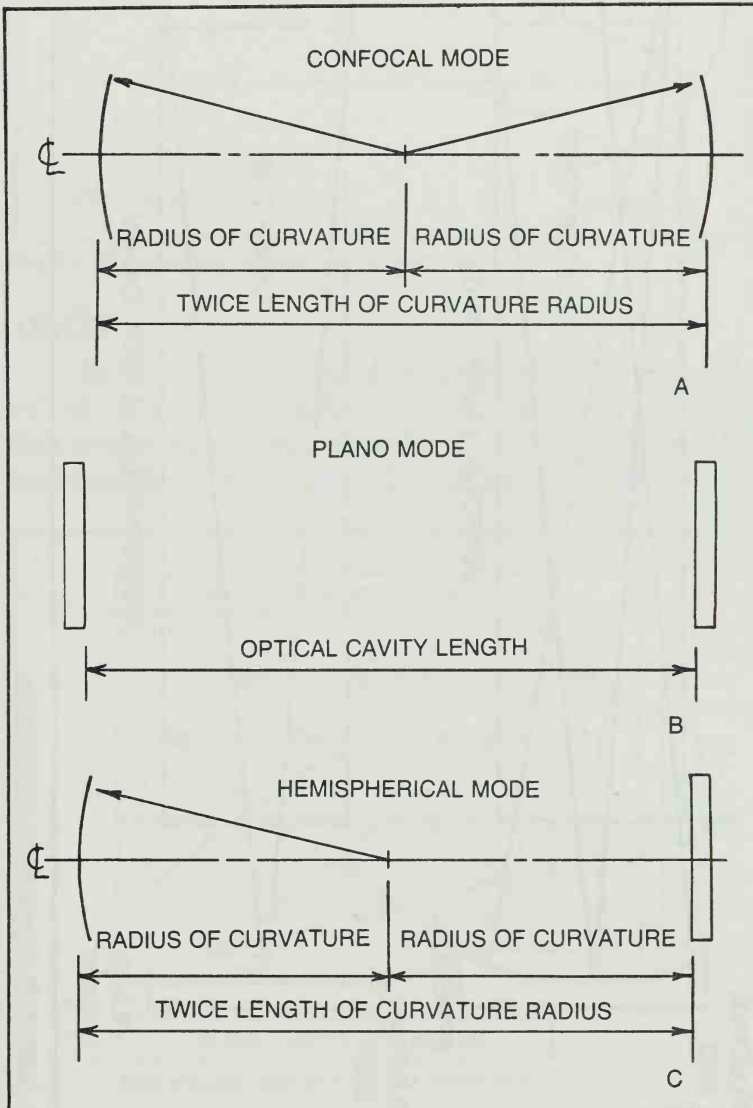 CONFOCAL MODE
℄
RADIUS OF CURVATURE RADIUS OF CURVATURE
TWICE LENGTH OF CURVATURE RADIUS
A
PLANO MODE
OPTICAL CAVITY LENGTH
B
HEMISPHERICAL MODE
℄
RADIUS OF CURVATURE RADIUS OF CURVATURE
TWICE LENGTH OF CURVATURE RADIUS
C